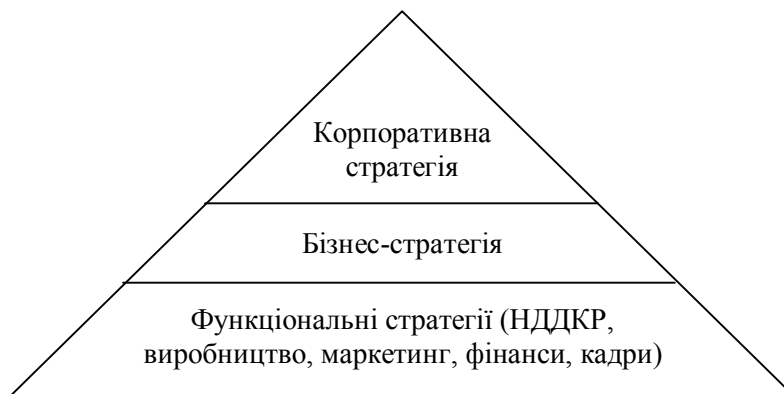 Корпоративна
стратегія
Бізнес-стратегія
Функціональні стратегії (НДДКР,
виробництво, маркетинг, фінанси, кадри)